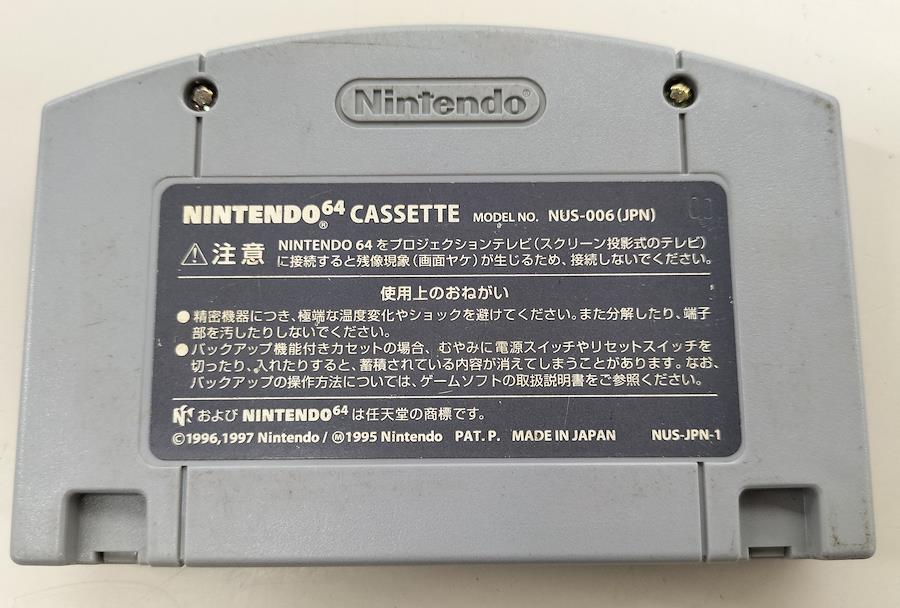 Nintendo®
NINTENDO64® CASSETTE MODEL NO. NUS-006(JPN)
⚠注意 NINTENDO 64をプロジェクションテレビ(スクリーン投影式のテレビ)
に接続すると残像現象(画面ヤケ)が生じるため、接続しないでください。
使用上のおねがい
●精密機器につき、極端な温度変化やショックを避けてください。また分解したり、端子
部を汚したりしないでください。
●バックアップ機能付きカセットの場合、むやみに電源スイッチやリセットスイッチを
切ったり、入れたりすると、蓄積されている内容が消えてしまうことがあります。なお、
バックアップの操作方法については、ゲームソフトの取扱説明書をご参照ください。
および NINTENDO64 は任天堂の商標です。
©1996,1997 Nintendo/Ⓜ1995 Nintendo PAT. P. MADE IN JAPAN NUS-JPN-1